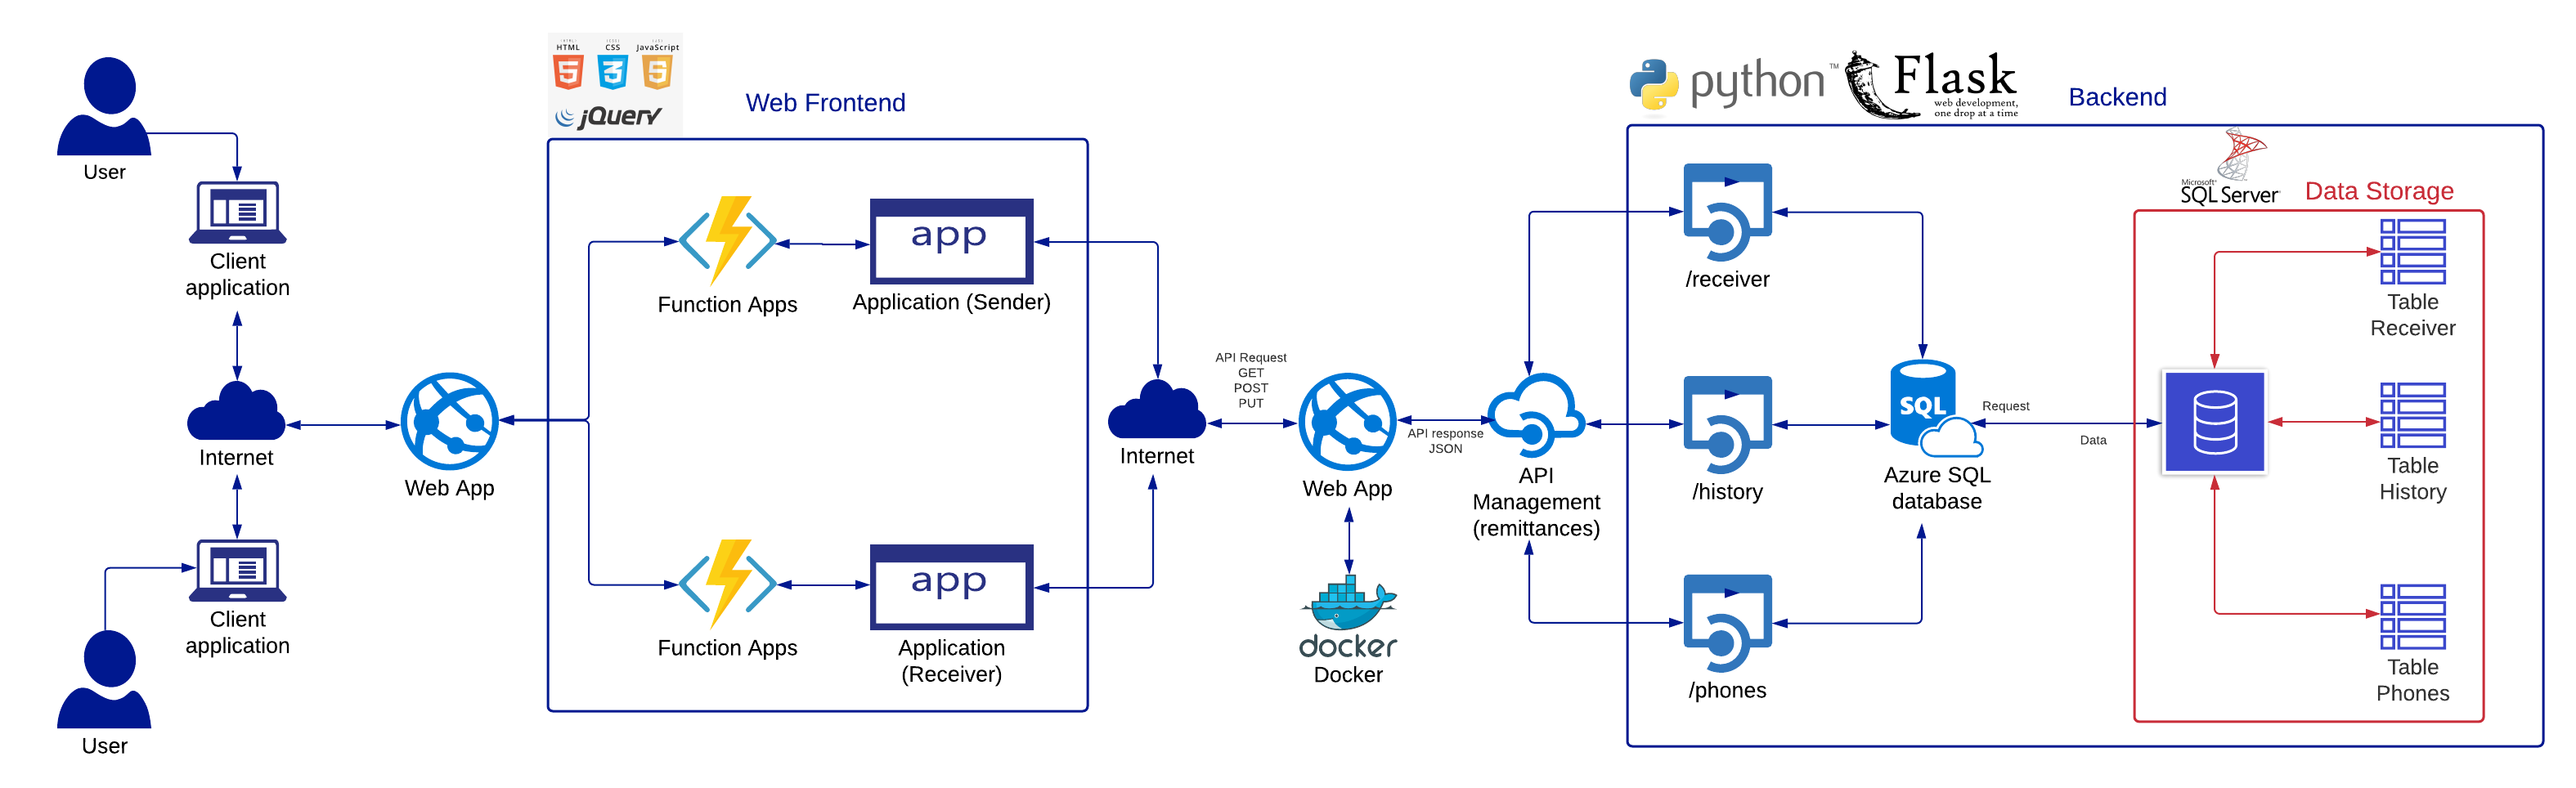 User
Client
application
Internet
Client
application
User
Web App
HTML CSS JavaScript
5 3 5
jQuery
Web Frontend
Function Apps
app
Application (Sender)
Function Apps
app
Application
(Receiver)
Internet
API Request
GET
POST
PUT
Web App
docker
Docker
API response
JSON
API
Management
(remittances)
python™
Flask
web development,
one drop at a time
Backend
/receiver
/history
/phones
SQL
Azure SQL
database
Request
Data
Microsoft®
SQL Server
Data Storage
Table
Receiver
Table
History
Table
Phones